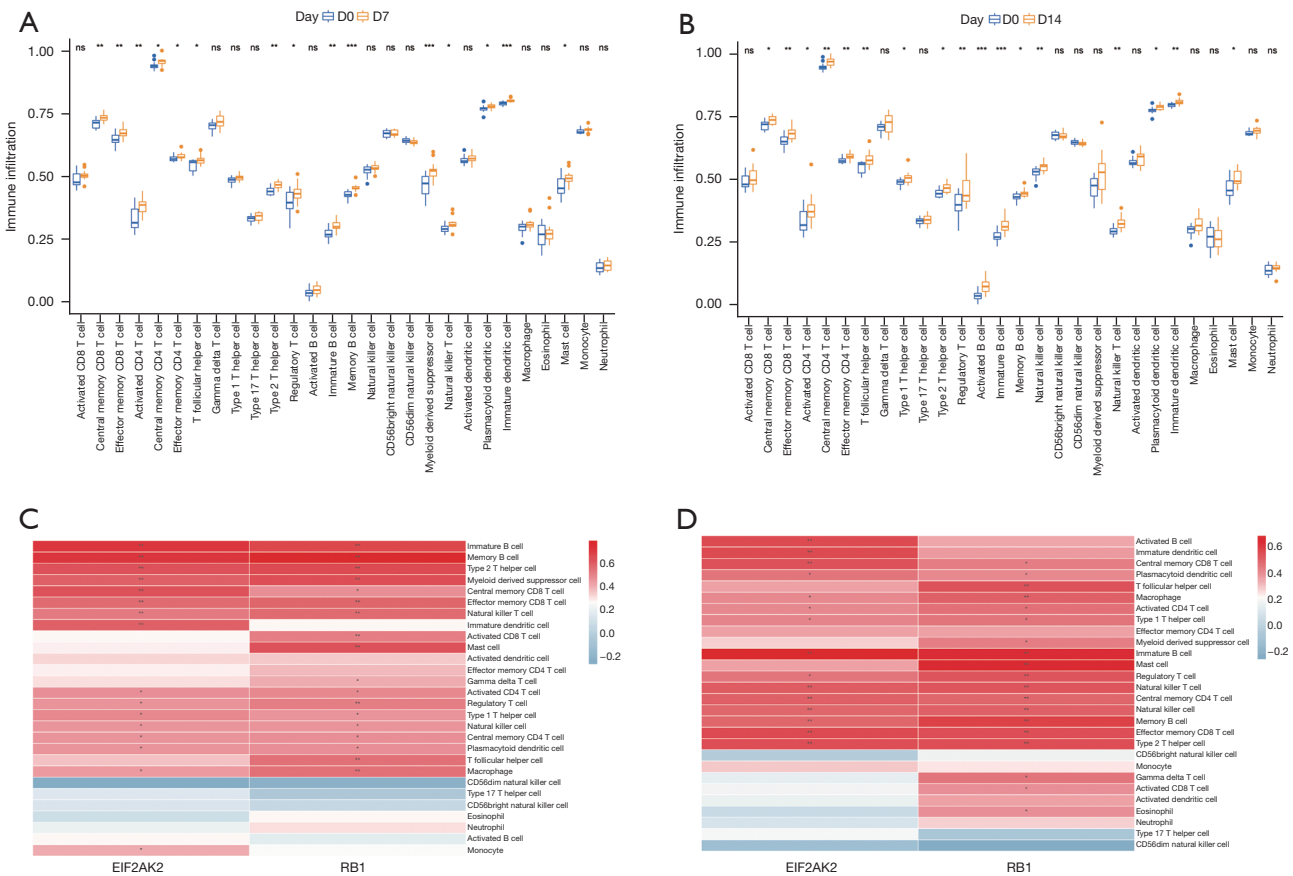 A
Day D0 D7
ns ** ** ** * * * ns ns ns ** * ns ** *** ns ns ns *** * ns * *** ns ns * ns ns
1.00
0.75
0.50
0.25
0.00
Immune infiltration
Activated CD8 T cell
Central memory CD8 T cell
Effector memory CD8 T cell
Activated CD4 T cell
Central memory CD4 T cell
Effector memory CD4 T cell
T follicular helper cell
Gamma delta T cell
Type 1 T helper cell
Type 17 T helper cell
Type 2 T helper cell
Regulatory T cell
Activated B cell
Immature B cell
Memory B cell
Natural killer cell
CD56bright natural killer cell
CD56dim natural killer cell
Myeloid derived suppressor cell
Natural killer T cell
Activated dendritic cell
Plasmacytoid dendritic cell
Immature dendritic cell
Macrophage
Eosinophil
Mast cell
Monocyte
Neutrophil
B
Day D0 D14
ns * ** * ** ** ** ns * ns * ** *** *** * ** ns ns ns ** ns * ** ns ns * ns ns
1.00
0.75
0.50
0.25
0.00
Immune infiltration
Activated CD8 T cell
Central memory CD8 T cell
Effector memory CD8 T cell
Activated CD4 T cell
Central memory CD4 T cell
Effector memory CD4 T cell
T follicular helper cell
Gamma delta T cell
Type 1 T helper cell
Type 17 T helper cell
Type 2 T helper cell
Regulatory T cell
Activated B cell
Immature B cell
Memory B cell
Natural killer cell
CD56bright natural killer cell
CD56dim natural killer cell
Myeloid derived suppressor cell
Natural killer T cell
Activated dendritic cell
Plasmacytoid dendritic cell
Immature dendritic cell
Macrophage
Eosinophil
Mast cell
Monocyte
Neutrophil
C
** ** Immature B cell
** ** Memory B cell
** ** Type 2 T helper cell
** ** Myeloid derived suppressor cell
** * Central memory CD8 T cell
** ** Effector memory CD8 T cell
** ** Natural killer T cell
** Immature dendritic cell
** Activated CD8 T cell
** Mast cell
Activated dendritic cell
Effector memory CD4 T cell
* Gamma delta T cell
* * Activated CD4 T cell
* ** Regulatory T cell
* * Type 1 T helper cell
* * Natural killer cell
* * Central memory CD4 T cell
* * Plasmacytoid dendritic cell
** T follicular helper cell
* ** Macrophage
CD56dim natural killer cell
Type 17 T helper cell
CD56bright natural killer cell
Eosinophil
Neutrophil
Activated B cell
* Monocyte
EIF2AK2 RB1
0.6
0.4
0.2
0.0
−0.2
D
** Activated B cell
** Immature dendritic cell
** * Central memory CD8 T cell
* * Plasmacytoid dendritic cell
** T follicular helper cell
* ** Macrophage
* * Activated CD4 T cell
* * Type 1 T helper cell
Effector memory CD4 T cell
* Myeloid derived suppressor cell
Immature B cell
** Mast cell
* ** Regulatory T cell
** ** Natural killer T cell
** ** Central memory CD4 T cell
** ** Natural killer cell
** ** Memory B cell
** ** Effector memory CD8 T cell
** ** Type 2 T helper cell
CD56bright natural killer cell
Monocyte
* Gamma delta T cell
* Activated CD8 T cell
Activated dendritic cell
* Eosinophil
Neutrophil
Type 17 T helper cell
CD56dim natural killer cell
EIF2AK2 RB1
0.6
0.4
0.2
0.0
−0.2